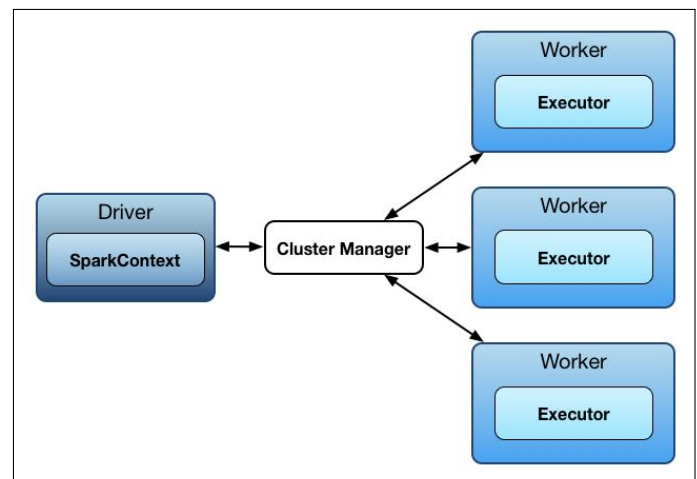 Driver
SparkContext
Cluster Manager
Worker
Executor
Worker
Executor
Worker
Executor